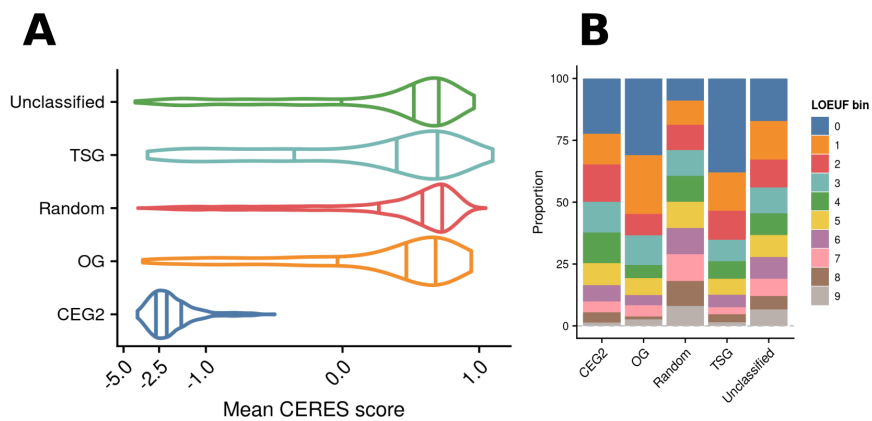 A
Unclassified
TSG
Random
OG
CEG2
-5.0
-2.5
-1.0
0.0
1.0
Mean CERES score
B
Proportion
100
75
50
25
0
CEG2
OG
Random
TSG
Unclassified
LOEUF bin
0
1
2
3
4
5
6
7
8
9